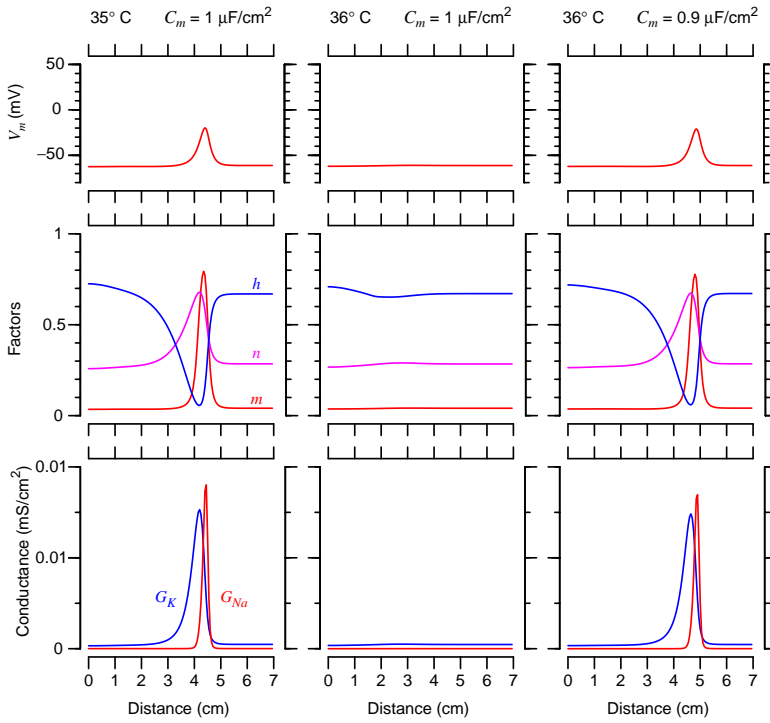 35° C C_m = 1 μF/cm²
36° C C_m = 1 μF/cm²
36° C C_m = 0.9 μF/cm²
V_m (mV)
50
0
−50
Factors
1
0.5
0
h
n
m
Conductance (mS/cm²)
0.01
0.01
0
G_K
G_Na
0 1 2 3 4 5 6 7
0 1 2 3 4 5 6 7
0 1 2 3 4 5 6 7
Distance (cm)
Distance (cm)
Distance (cm)